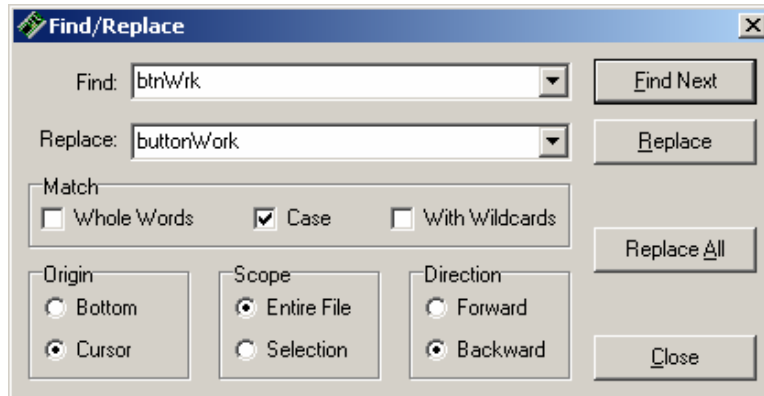 Find/Replace
Find: btnWrk Find Next
Replace: buttonWork Replace
Match
Whole Words Case With Wildcards
Replace All
Origin Scope Direction
Bottom Entire File Forward
Cursor Selection Backward Close